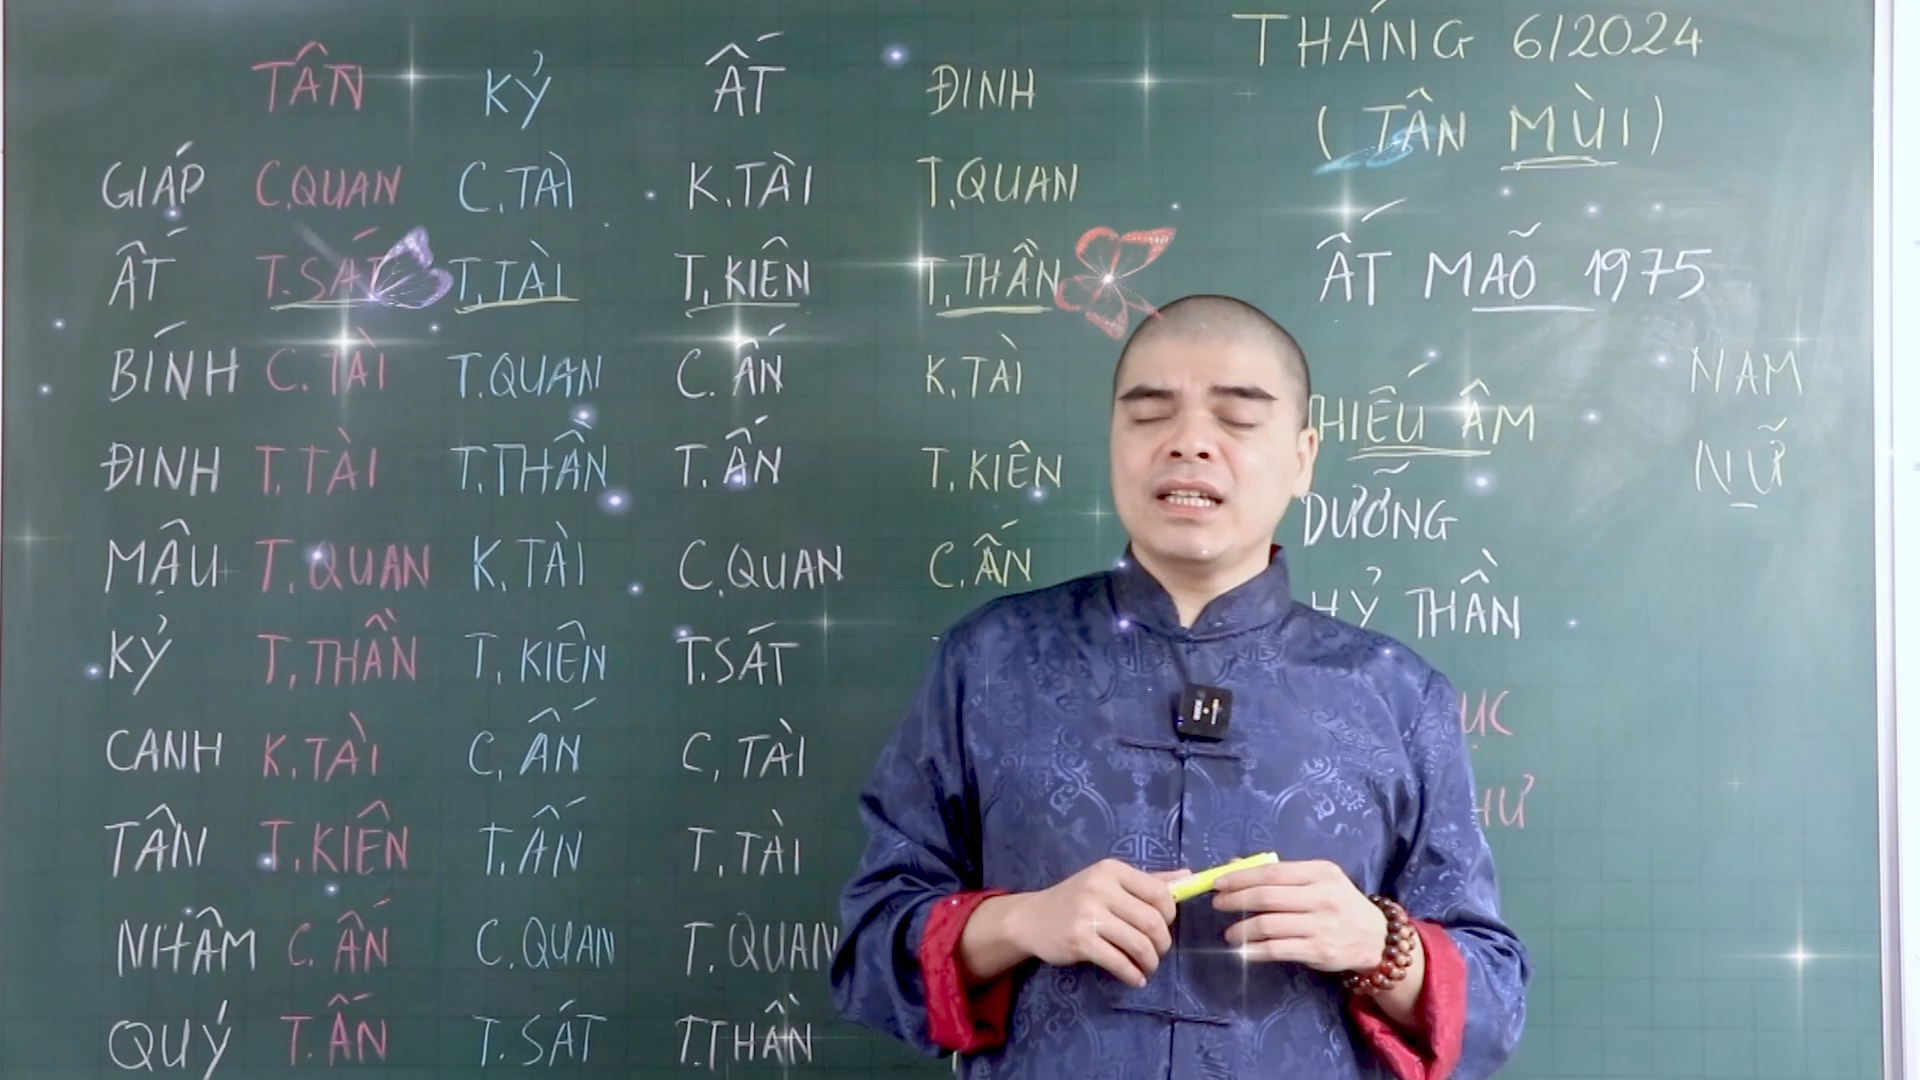 TÂN KỶ ẤT ĐINH
GIÁP C.QUAN C.TÀI K.TÀI T.QUAN
ẤT T.SÁT T.TÀI T.KIÊN T.THẦN
BÍNH C.TÀI T.QUAN C.ẤN K.TÀI
ĐINH T.TÀI T.THẦN T.ẤN T.KIÊN
MẬU T.QUAN K.TÀI C.QUAN C.ẤN
KỶ T.THẦN T.KIÊN T.SÁT
CANH K.TÀI C.ẤN C.TÀI
TÂN T.KIÊN T.ẤN T.TÀI
NHÂM C.ẤN C.QUAN T.QUAN
QUÝ T.ẤN T.SÁT T.THẦN
THÁNG 6/2024
(TÂN MÙI)
ẤT MÃO 1975
HIẾU ÂM
DƯỠNG
HỶ THẦN
ỤC
HƯ
NAM
NỮ